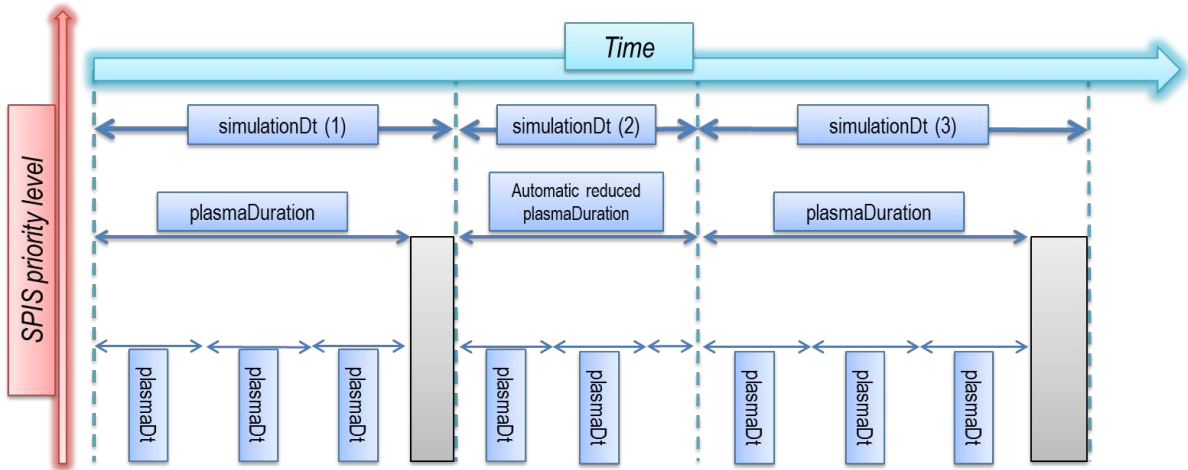 Time
SPIS priority level
simulationDt (1)
simulationDt (2)
simulationDt (3)
plasmaDuration
Automatic reduced
plasmaDuration
plasmaDuration
plasmaDt
plasmaDt
plasmaDt
plasmaDt
plasmaDt
plasmaDt
plasmaDt
plasmaDt